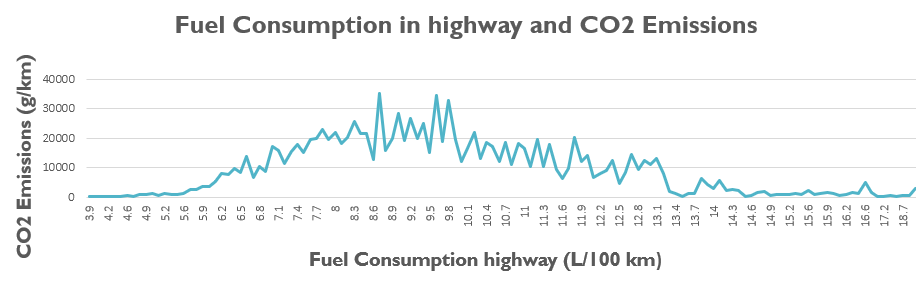 Fuel Consumption in highway and CO2 Emissions
CO2 Emissions (g/km)
40000
30000
20000
10000
0
3.9 4.2 4.6 4.9 5.2 5.6 5.9 6.2 6.5 6.8 7.1 7.4 7.7 8 8.3 8.6 8.9 9.2 9.5 9.8 10.1 10.4 10.7 11 11.3 11.6 11.9 12.2 12.5 12.8 13.1 13.4 13.7 14 14.3 14.6 14.9 15.2 15.6 15.9 16.2 16.6 17.2 18.7
Fuel Consumption highway (L/100 km)